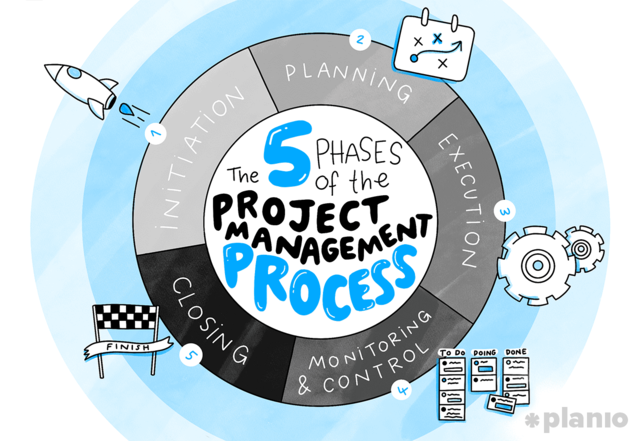 The 5 PHASES
of the
PROJECT
MANAGEMENT
PROCESS
1
INITIATION
2
PLANNING
3
EXECUTION
4
MONITORING
& CONTROL
5
CLOSING
FINISH
TO DO DOING DONE
*planio